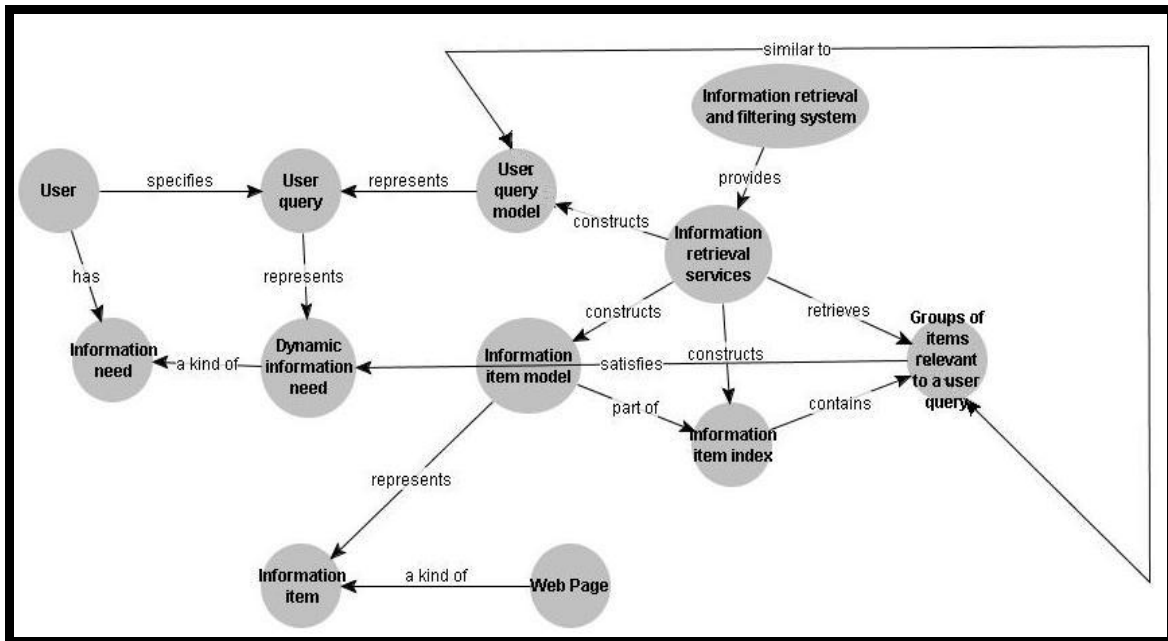 similar to
Information retrieval
and filtering system
provides
User
specifies
User
query
represents
User
query
model
constructs
Information
retrieval
services
has
represents
constructs
retrieves
Groups of
items
relevant
to a user
query
Information
need
a kind of
Dynamic
information
need
Information
item model
satisfies
constructs
part of
contains
Information
item index
represents
Information
item
a kind of
Web Page